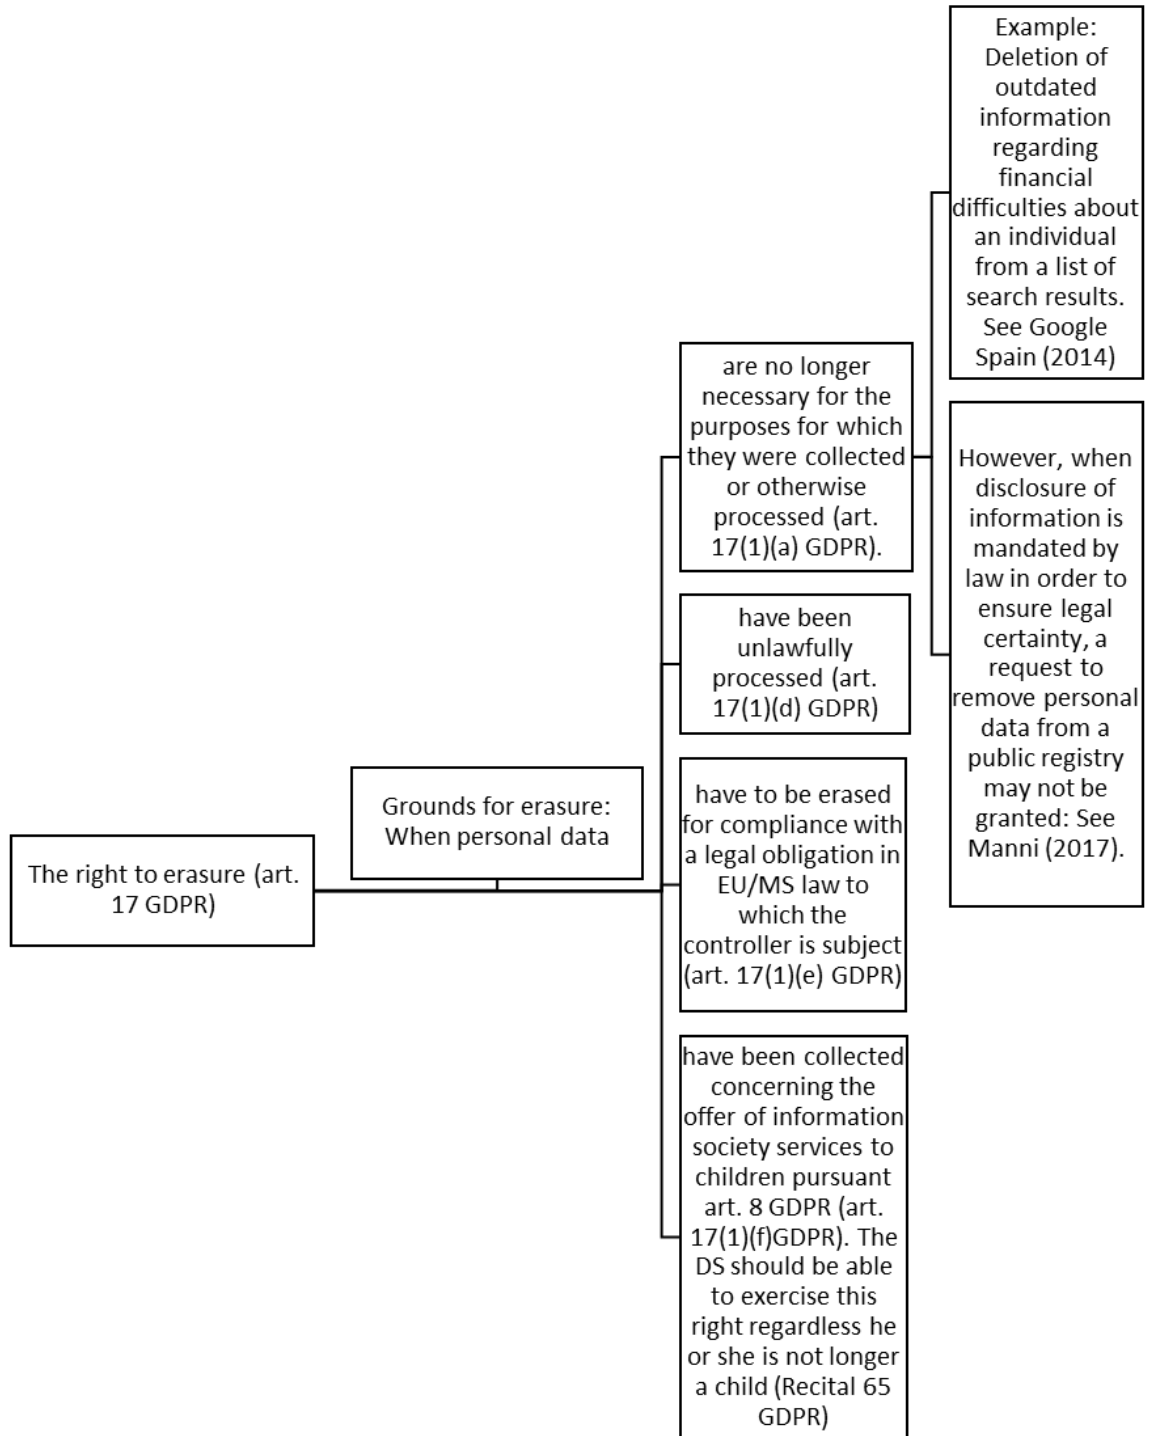 The right to erasure (art.
17 GDPR)
Grounds for erasure:
When personal data
are no longer
necessary for the
purposes for which
they were collected
or otherwise
processed (art.
17(1)(a) GDPR).
Example:
Deletion of
outdated
information
regarding
financial
difficulties about
an individual
from a list of
search results.
See Google
Spain (2014)
However, when
disclosure of
information is
mandated by
law in order to
ensure legal
certainty, a
request to
remove personal
data from a
public registry
may not be
granted: See
Manni (2017).
have been
unlawfully
processed (art.
17(1)(d) GDPR)
have to be erased
for compliance with
a legal obligation in
EU/MS law to
which the
controller is subject
(art. 17(1)(e) GDPR)
have been collected
concerning the
offer of information
society services to
children pursuant
art. 8 GDPR (art.
17(1)(f)GDPR). The
DS should be able
to exercise this
right regardless he
or she is not longer
a child (Recital 65
GDPR)